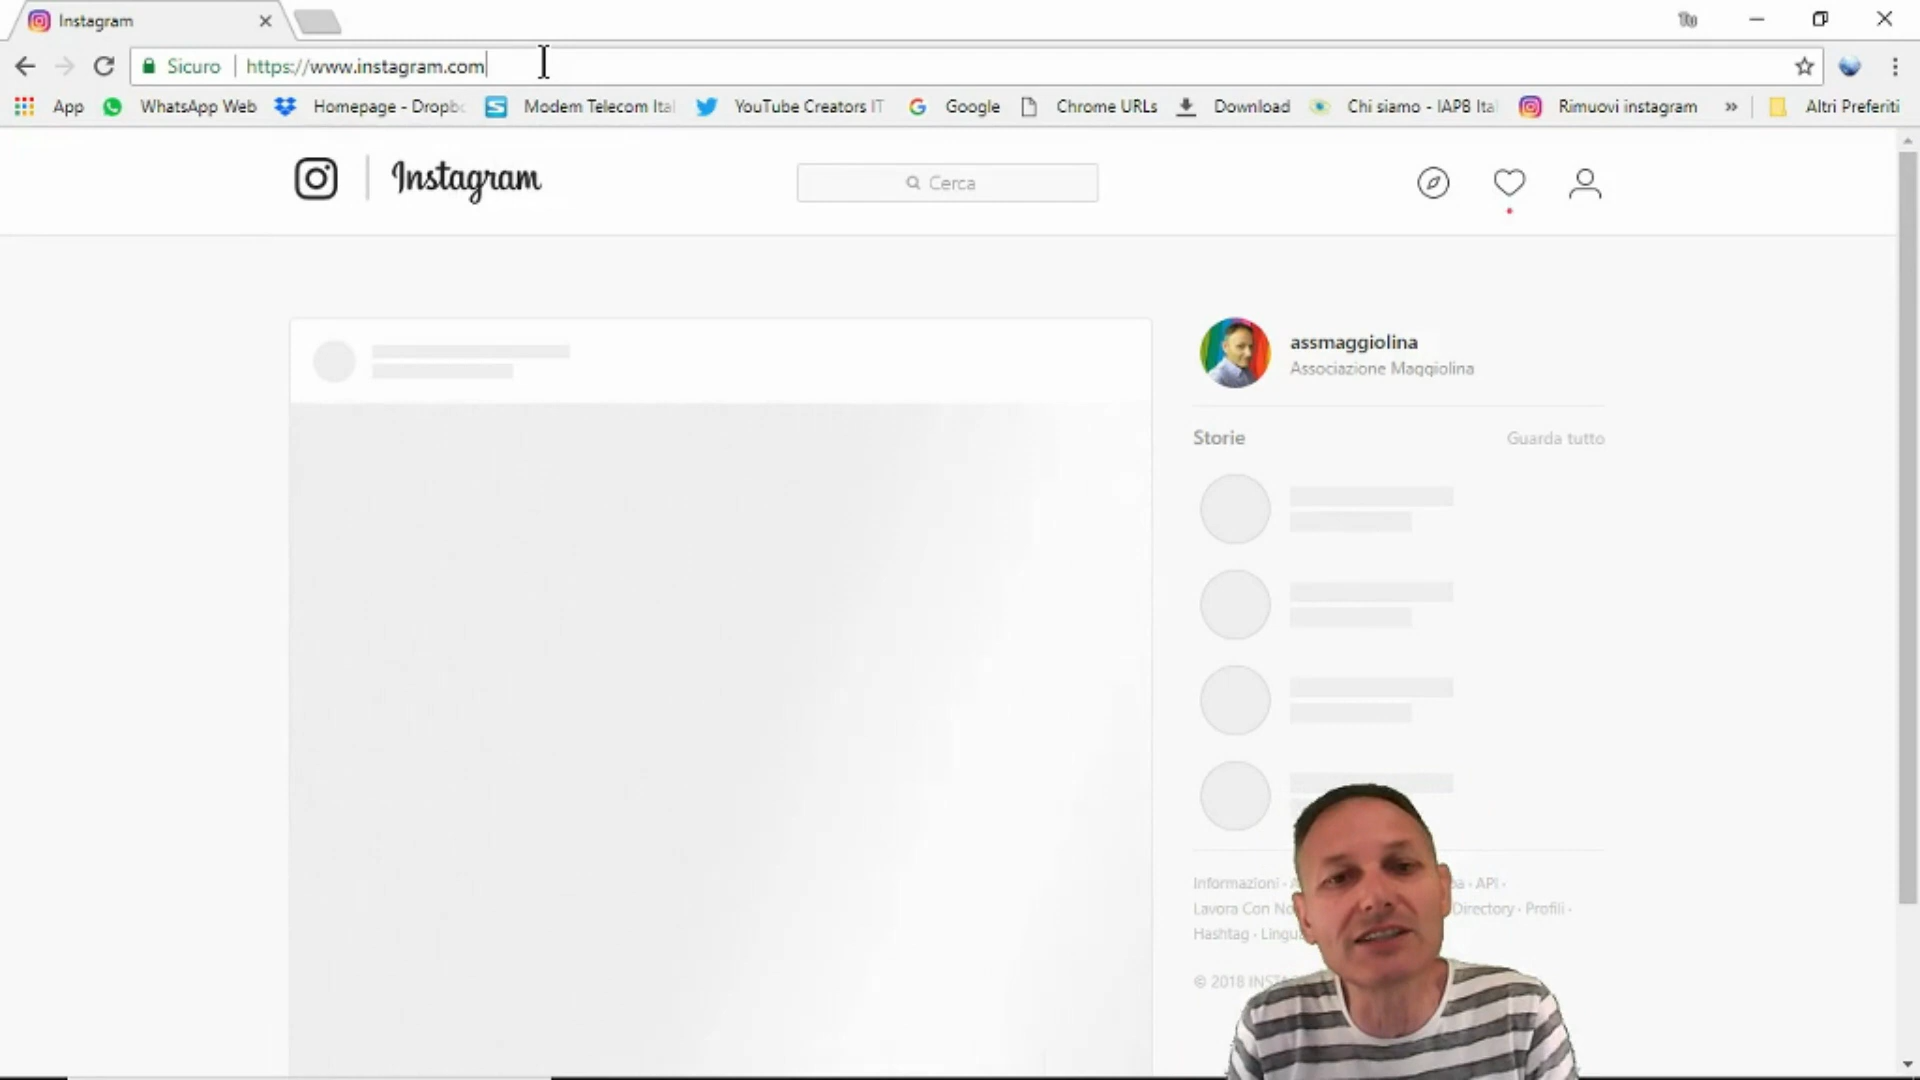 Instagram
Sicuro https://www.instagram.com
App WhatsApp Web Homepage - Dropb Modem Telecom Ita YouTube Creators IT Google Chrome URLs Download Chi siamo - IAPB Ita Rimuovi instagram » Altri Preferiti
Instagram Cerca
assmaggiolina
Associazione Maggiolina
Storie Guarda tutto
Informazioni · API ·
Lavora Con Directory · Profili ·
Hashtag ·
© 2018